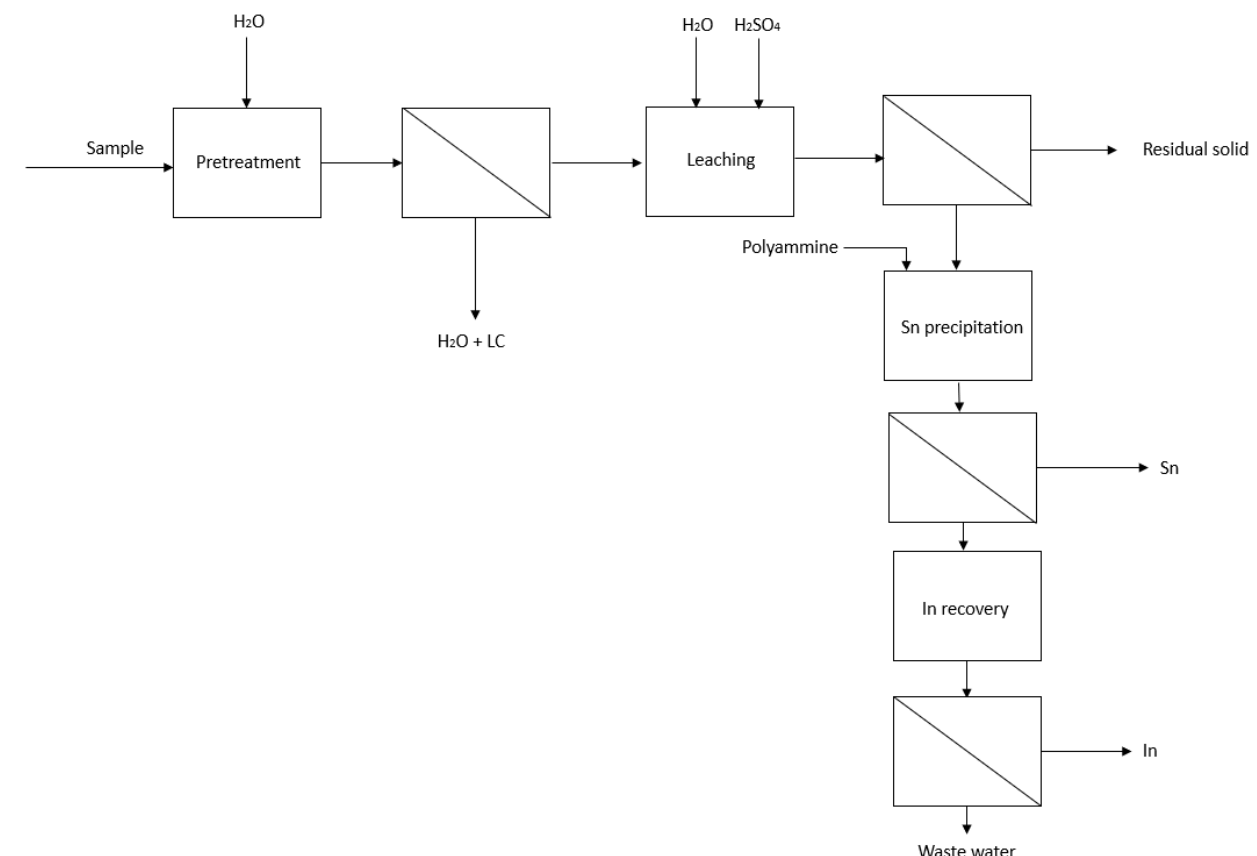 H₂O
H₂O
H₂SO₄
Sample
Pretreatment
Leaching
Residual solid
Polyammine
Sn precipitation
H₂O + LC
Sn
In recovery
In
Waste water